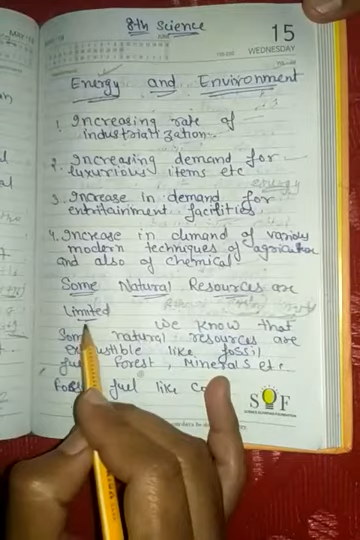 8th Science
15
WEDNESDAY
Energy and Environment
1. Increasing rate of
industrialization.
2. Increasing demand for
luxurious items etc
3. Increase In demand for
entertainment facilities.
4. Increase in demand of various
modern techniques of agriculture
and also of chemical
Some Natural Resources are
Limited
We know that
Some natural resources are
exhaustible like fossil
fuel Forest, Minerals etc.
fuel like
SOF